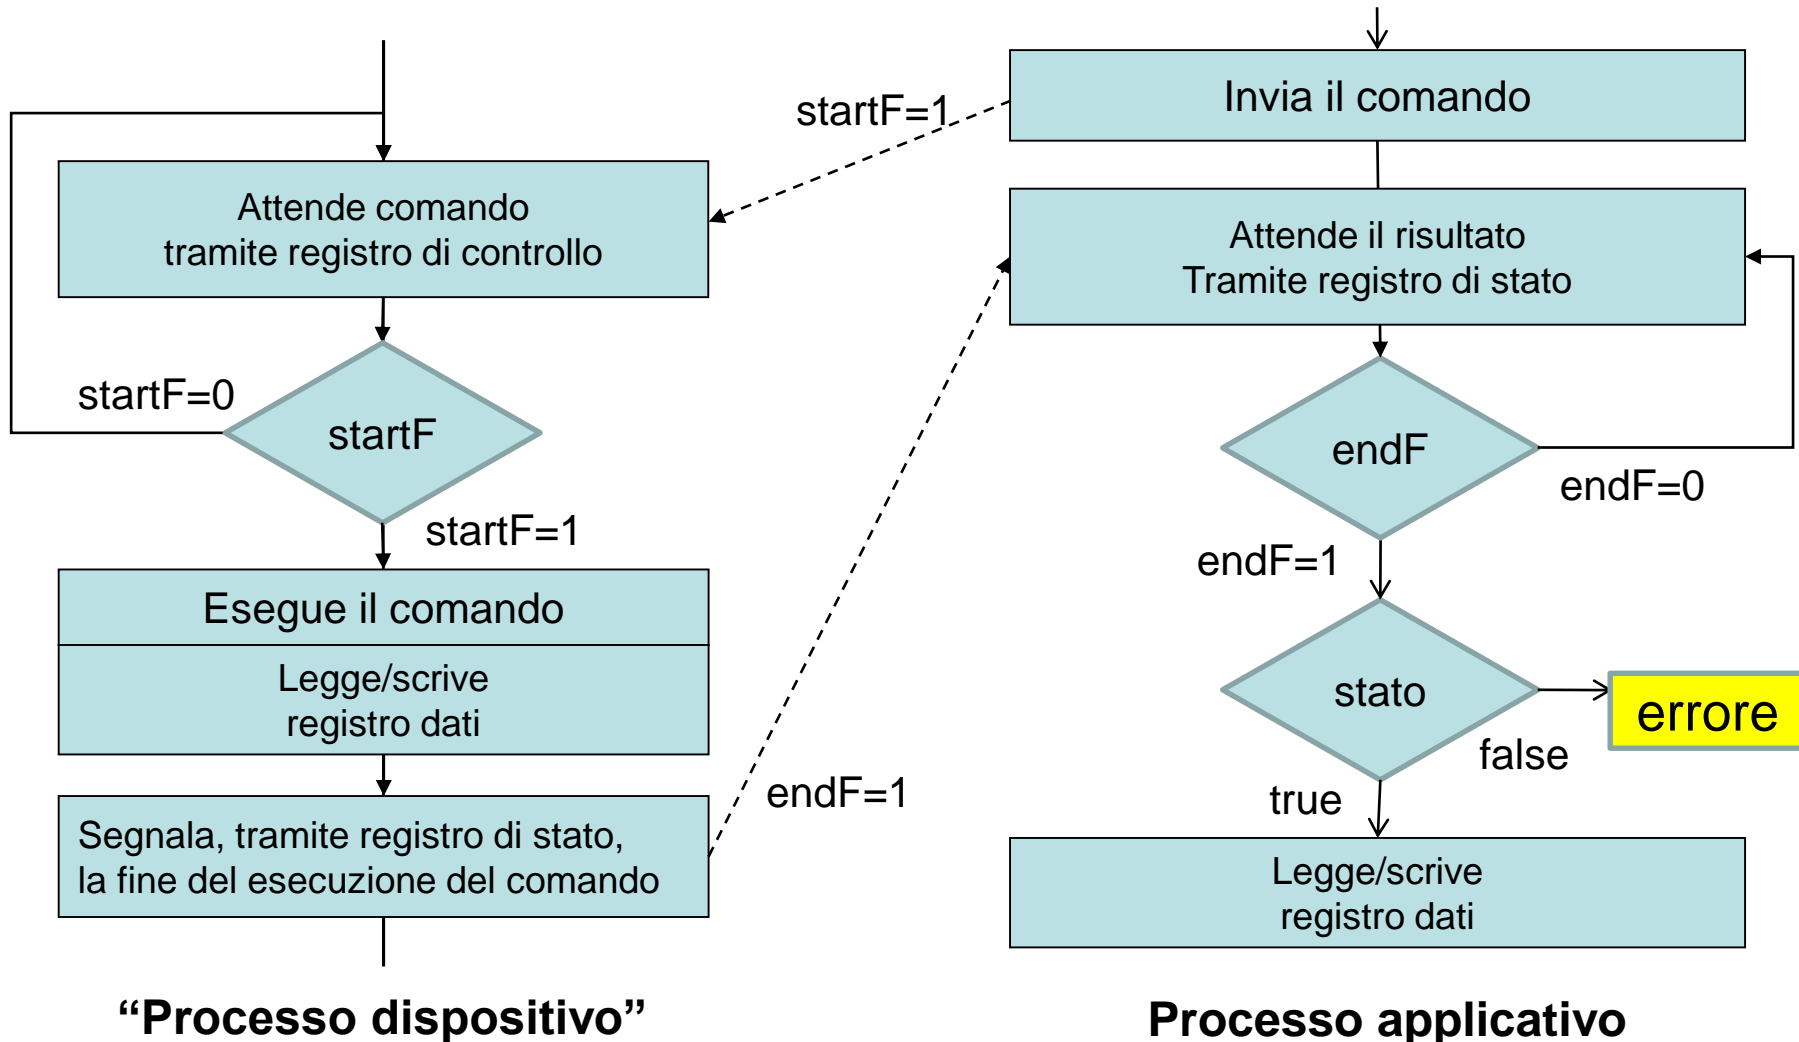 startF=1
Attende comando
tramite registro di controllo
startF=0
startF
startF=1
Esegue il comando
Legge/scrive
registro dati
Segnala, tramite registro di stato,
la fine del esecuzione del comando
endF=1
“Processo dispositivo”
Invia il comando
Attende il risultato
Tramite registro di stato
endF
endF=0
endF=1
stato
errore
false
true
Legge/scrive
registro dati
Processo applicativo